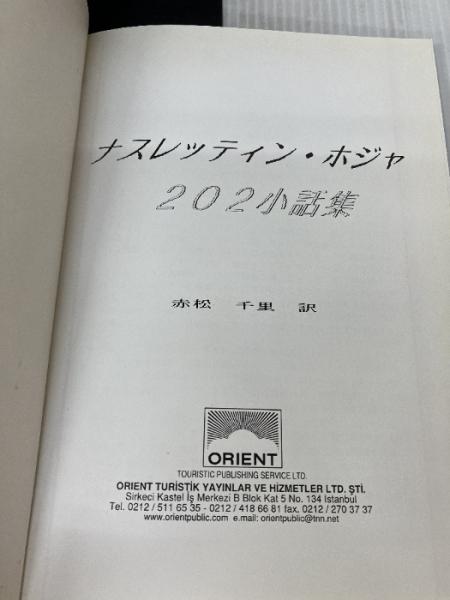 ナスレッティン・ホジャ
２０２小話集
赤松　千里　訳
ORIENT
TOURISTIC PUBLISHING SERVICE LTD.
ORIENT TURİSTİK YAYINLAR VE HİZMETLER LTD. ŞTİ.
Sirkeci Kastel İş Merkezi B Blok Kat 5 No. 134 İstanbul
Tel. 0212 / 511 65 35 - 0212 / 418 66 81 fax. 0212 / 270 37 37
www.orientpublic.com e.mail: orientpublic@tnn.net